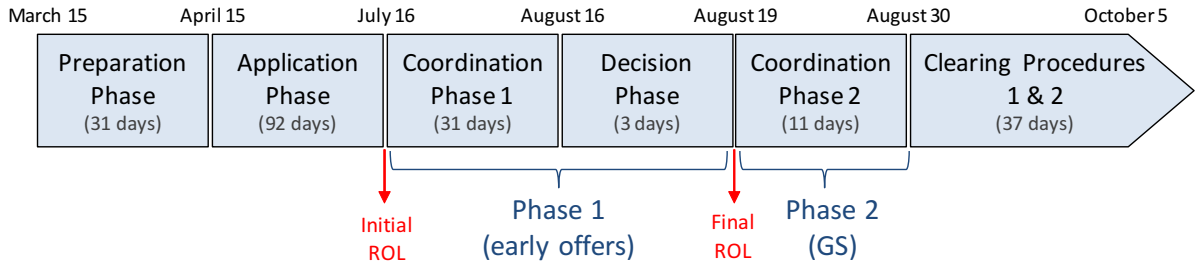 March 15 April 15 July 16 August 16 August 19 August 30 October 5
Preparation Phase (31 days)
Application Phase (92 days)
Coordination Phase 1 (31 days)
Decision Phase (3 days)
Coordination Phase 2 (11 days)
Clearing Procedures 1 & 2 (37 days)
Initial ROL
Phase 1 (early offers)
Final ROL
Phase 2 (GS)